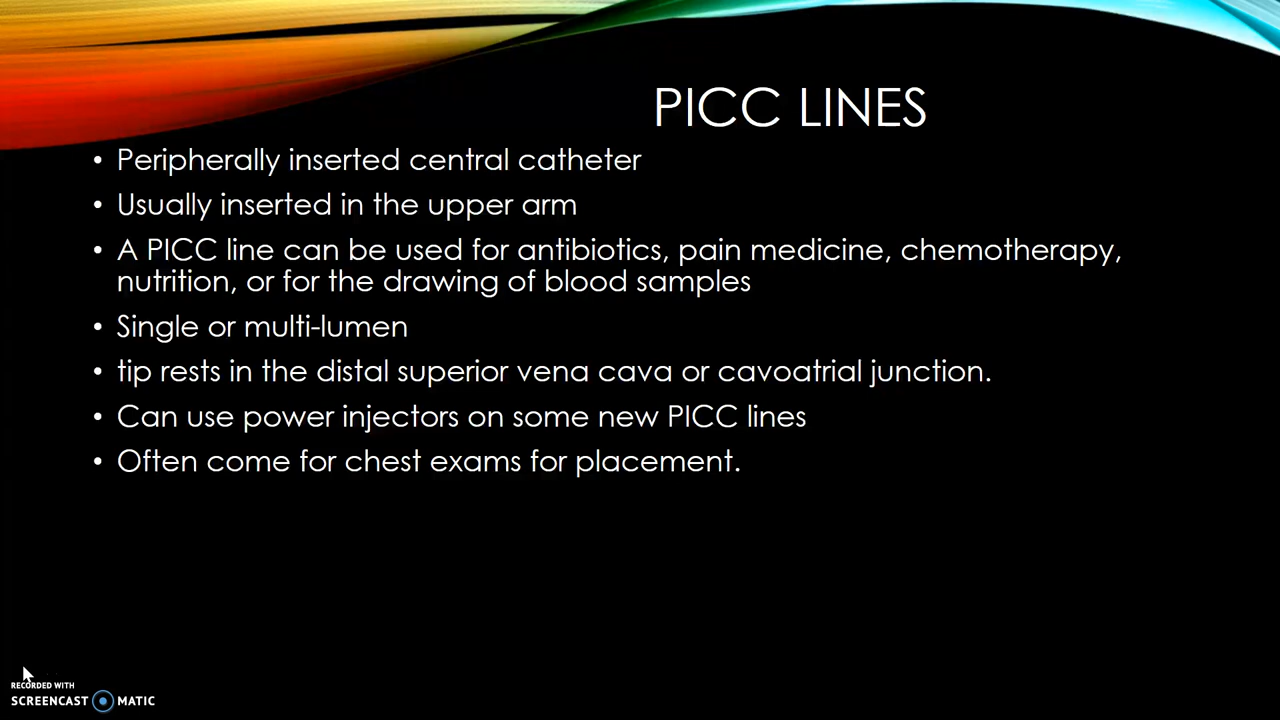 PICC LINES
• Peripherally inserted central catheter
• Usually inserted in the upper arm
• A PICC line can be used for antibiotics, pain medicine, chemotherapy,
nutrition, or for the drawing of blood samples
• Single or multi-lumen
• tip rests in the distal superior vena cava or cavoatrial junction.
• Can use power injectors on some new PICC lines
• Often come for chest exams for placement.
RECORDED WITH
SCREENCAST MATIC